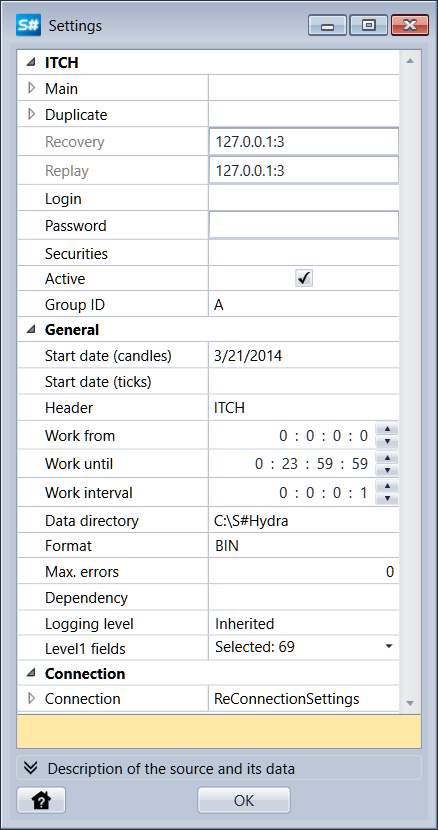 S# Settings
ITCH
Main
Duplicate
Recovery 127.0.0.1:3
Replay 127.0.0.1:3
Login
Password
Securities
Active
Group ID A
General
Start date (candles) 3/21/2014
Start date (ticks)
Header ITCH
Work from 0 : 0 : 0 : 0
Work until 0 : 23 : 59 : 59
Work interval 0 : 0 : 0 : 1
Data directory C:\S#Hydra
Format BIN
Max. errors 0
Dependency
Logging level Inherited
Level1 fields Selected: 69
Connection
Connection ReConnectionSettings
Description of the source and its data
? OK